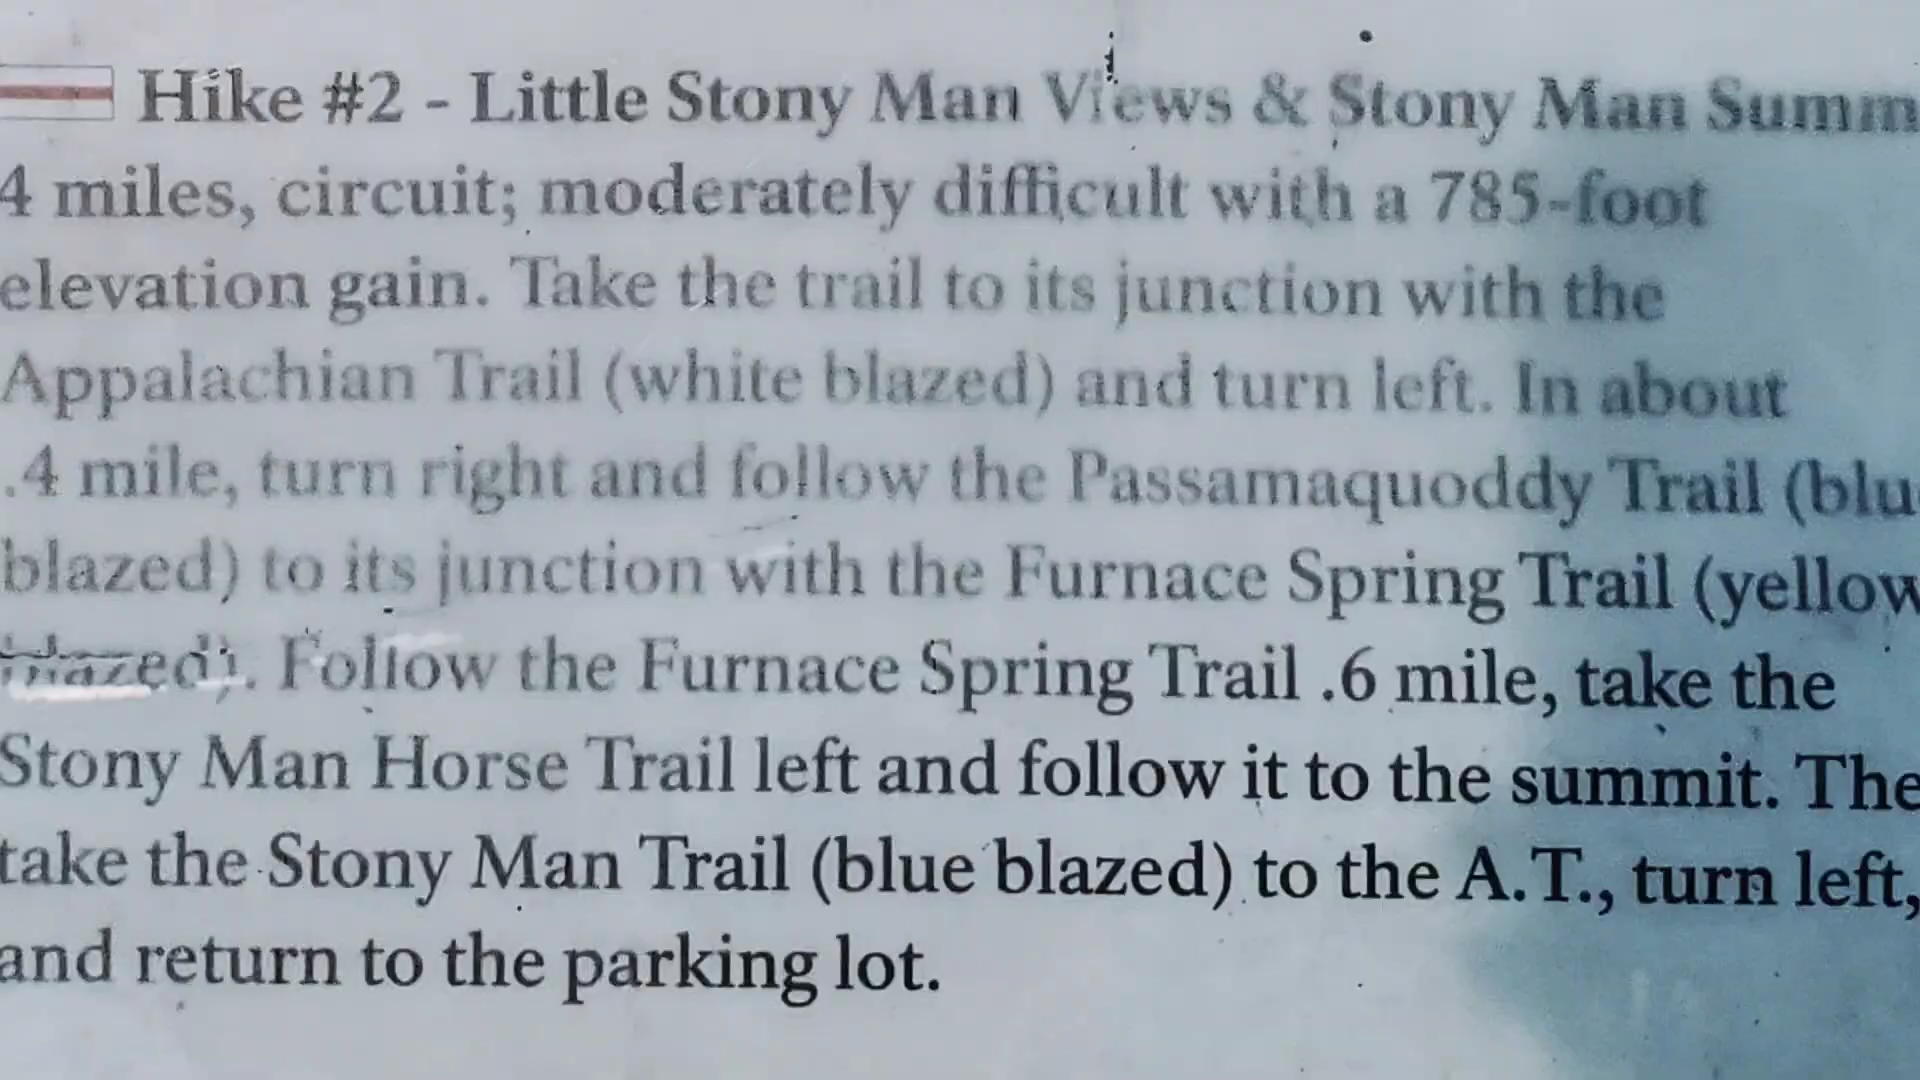 Hike #2 - Little Stony Man Views & Stony Man Summ
4 miles, circuit; moderately difficult with a 785-foot
elevation gain. Take the trail to its junction with the
Appalachian Trail (white blazed) and turn left. In about
.4 mile, turn right and follow the Passamaquoddy Trail (blu
blazed) to its junction with the Furnace Spring Trail (yellow
blazed). Follow the Furnace Spring Trail .6 mile, take the
Stony Man Horse Trail left and follow it to the summit. The
take the Stony Man Trail (blue blazed) to the A.T., turn left,
and return to the parking lot.